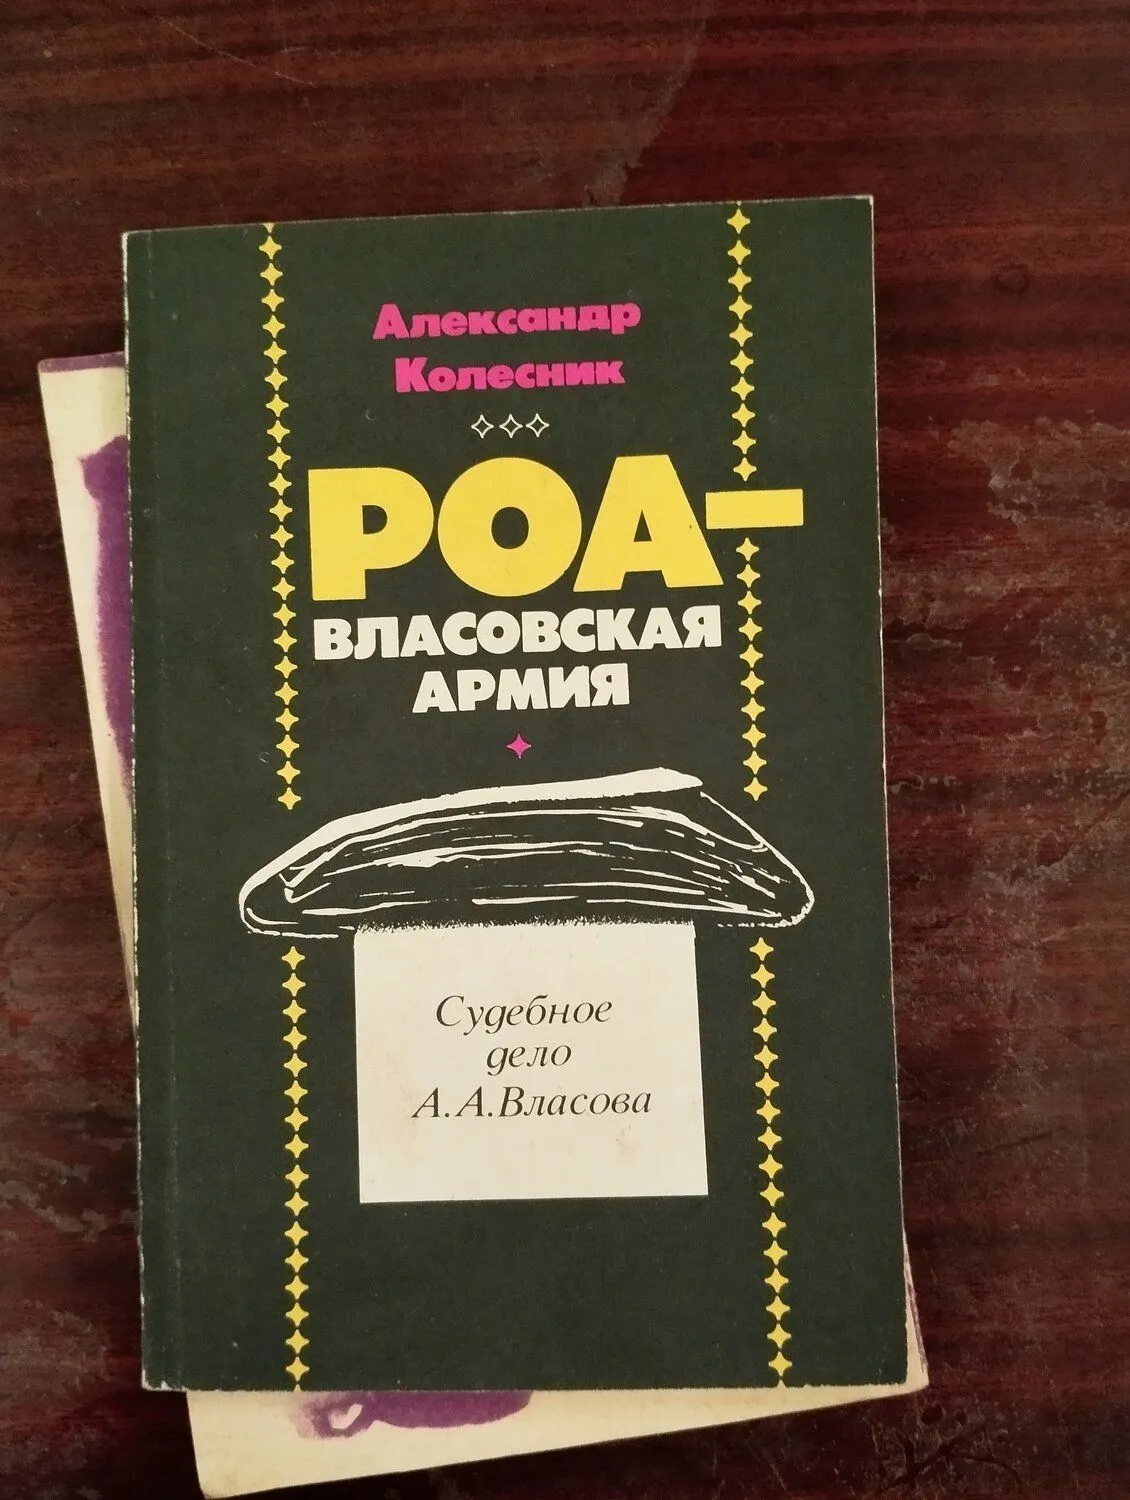 Александр
Колесник
РОА-
ВЛАСОВСКАЯ
АРМИЯ
Судебное
дело
А.А.Власова